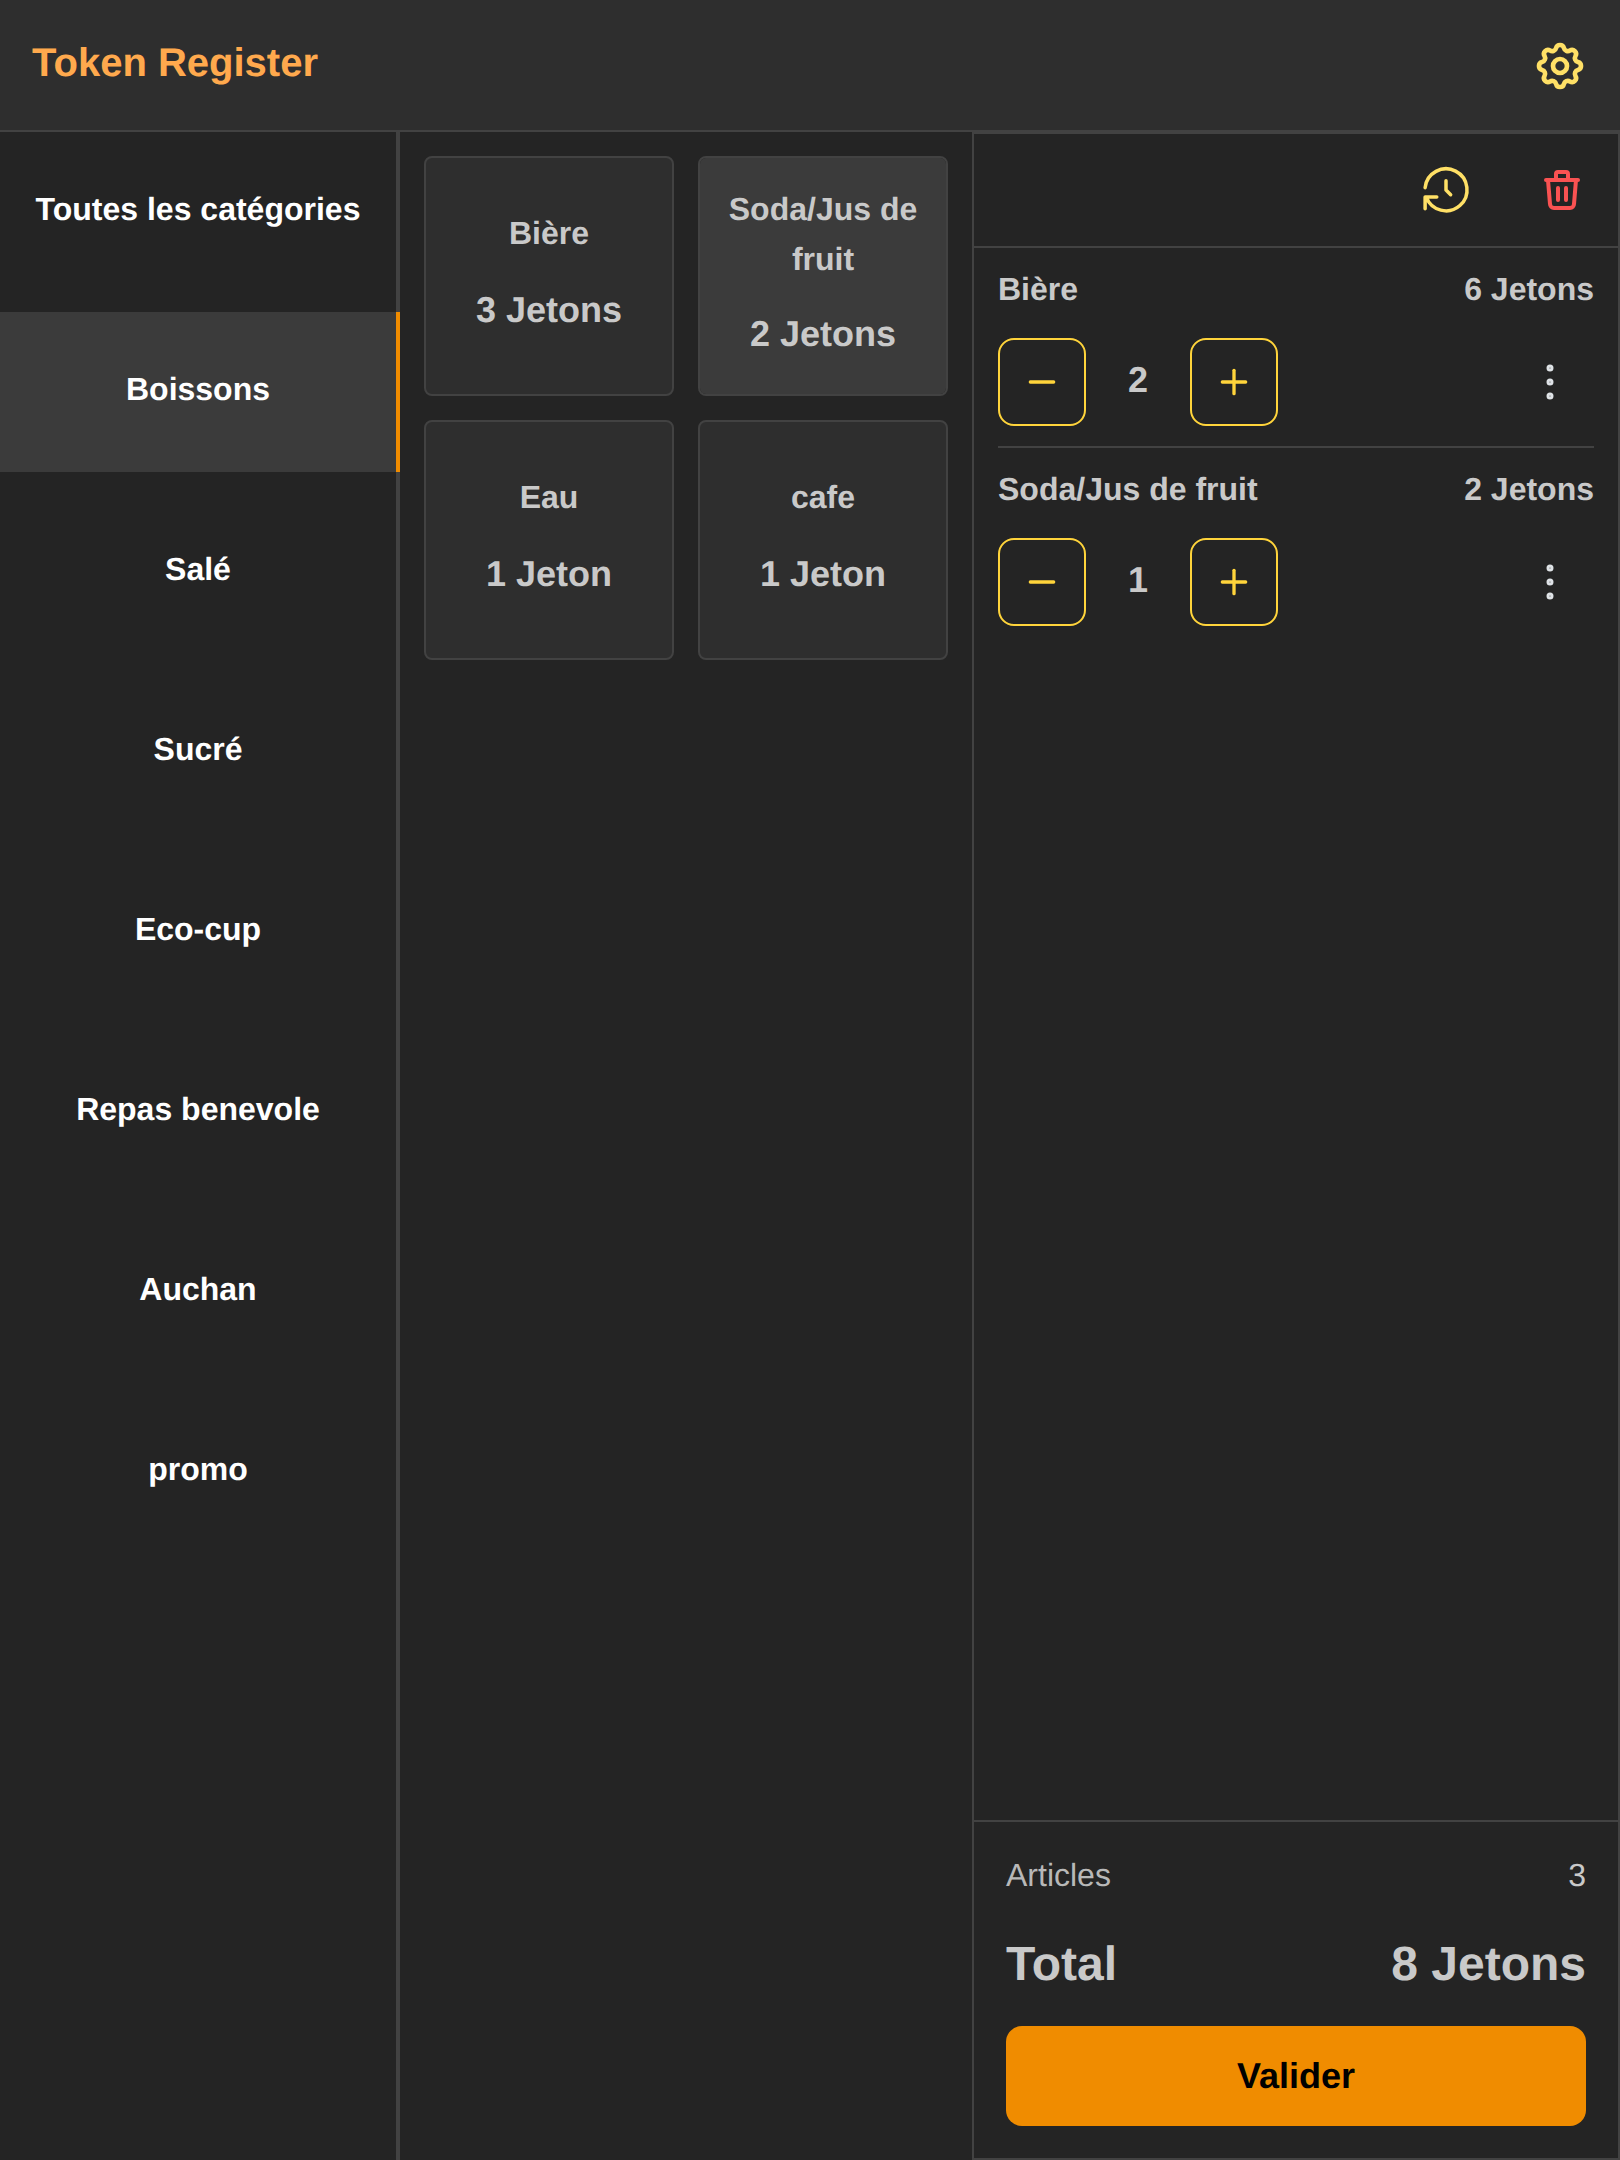 Token Register
Toutes les catégories
Boissons
Salé
Sucré
Eco-cup
Repas benevole
Auchan
promo
Bière
3 Jetons
Soda/Jus de
fruit
2 Jetons
Eau
1 Jeton
cafe
1 Jeton
Bière 6 Jetons
2
Soda/Jus de fruit 2 Jetons
1
Articles 3
Total 8 Jetons
Valider